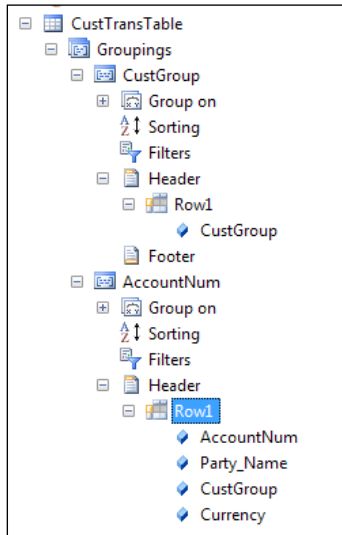 CustTransTable
Groupings
CustGroup
Group on
Sorting
Filters
Header
Row1
CustGroup
Footer
AccountNum
Group on
Sorting
Filters
Header
Row1
AccountNum
Party_Name
CustGroup
Currency